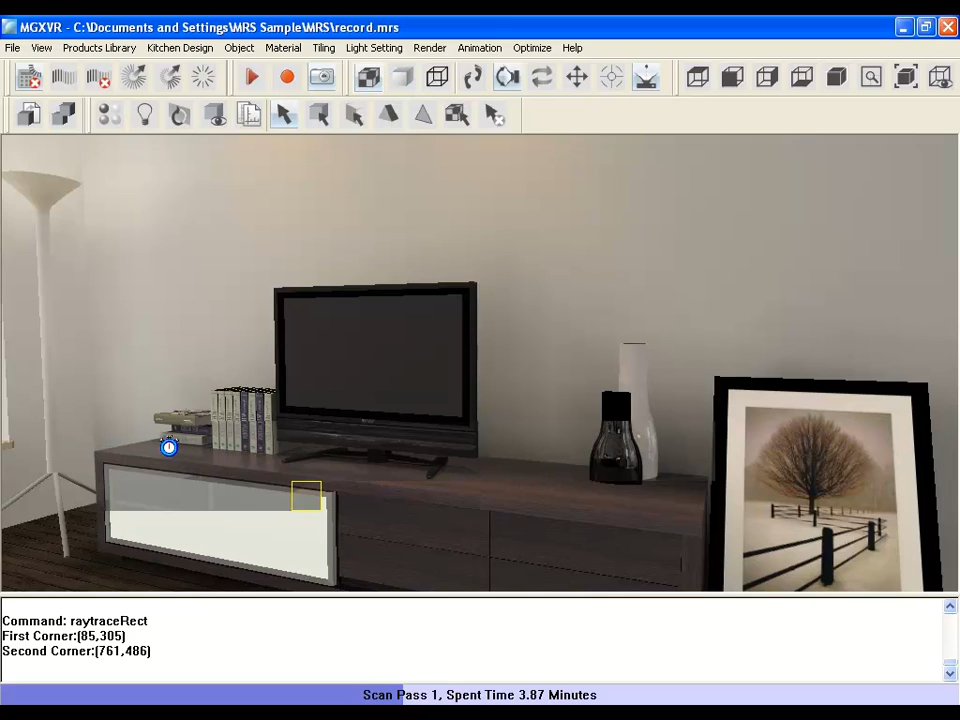 MGXVR - C:\Documents and Settings\MRS Sample\MRS\record.mrs
File View Products Library Kitchen Design Object Material Tiling Light Setting Render Animation Optimize Help
Command: raytraceRect
First Corner:(85,305)
Second Corner:(761,486)
Scan Pass 1, Spent Time 3.87 Minutes